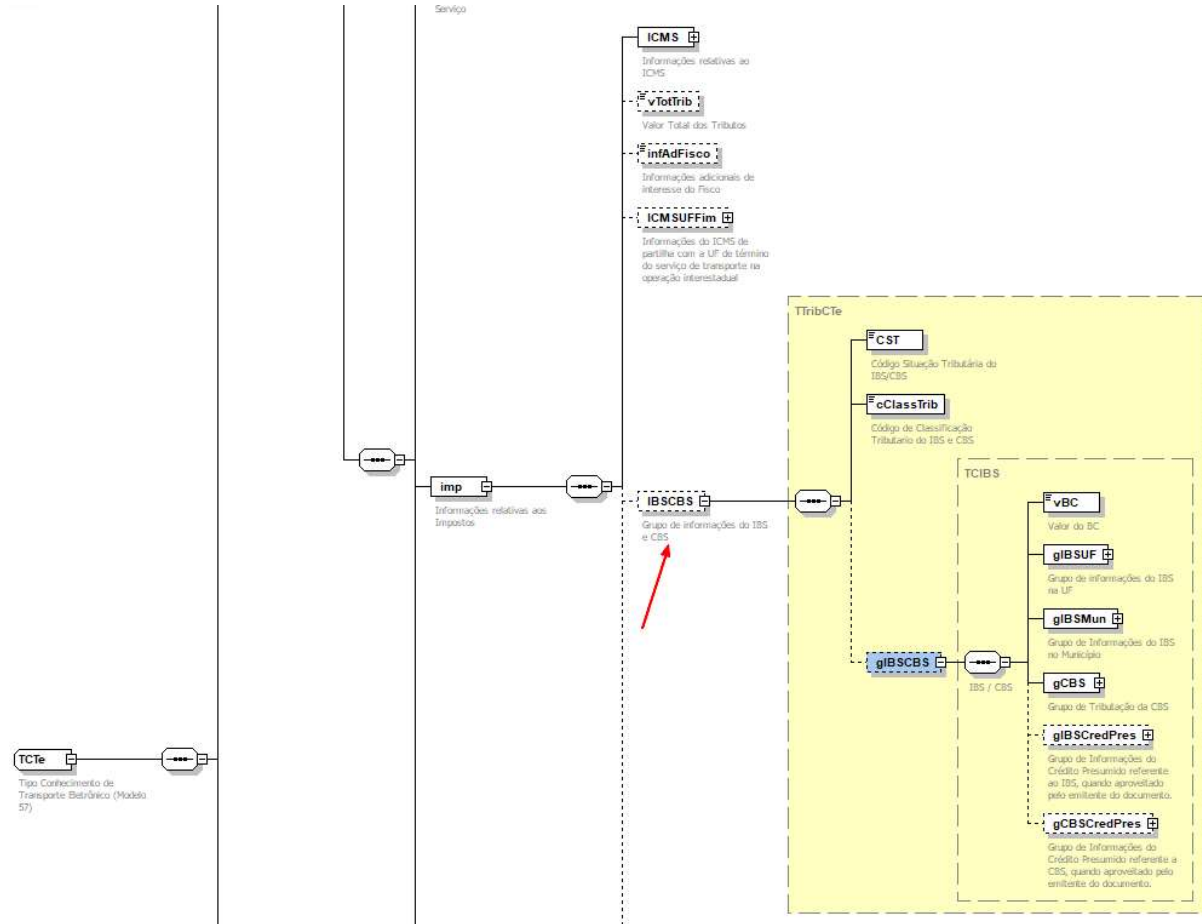 Serviço
ICMS
Informações relativas ao
ICMS
vTotTrib
Valor Total dos Tributos
infAdFisco
Informações adicionais de
interesse do Fisco
ICMSUFFim
Informações do ICMS de
partilha com a UF de término
do serviço de transporte na
operação interestadual
TTribCTe
CST
Código Situação Tributária do
IBS/CBS
cClassTrib
Código de Classificação
Tributario do IBS e CBS
imp
Informações relativas aos
Impostos
IBSCBS
Grupo de informações do IBS
e CBS
TCIBS
vBC
Valor do BC
gIBSUF
Grupo de informações do IBS
na UF
gIBSMun
Grupo de Informações do IBS
no Município
gIBSCBS
IBS / CBS
gCBS
Grupo de Tributação da CBS
gIBSCredPres
Grupo de Informações do
Crédito Presumido referente
ao IBS, quando aproveitado
pelo emitente do documento.
gCBSCredPres
Grupo de Informações do
Crédito Presumido referente a
CBS, quando aproveitado pelo
emitente do documento.
TCTe
Tipo Conhecimento de
Transporte Eletrônico (Modelo
57)